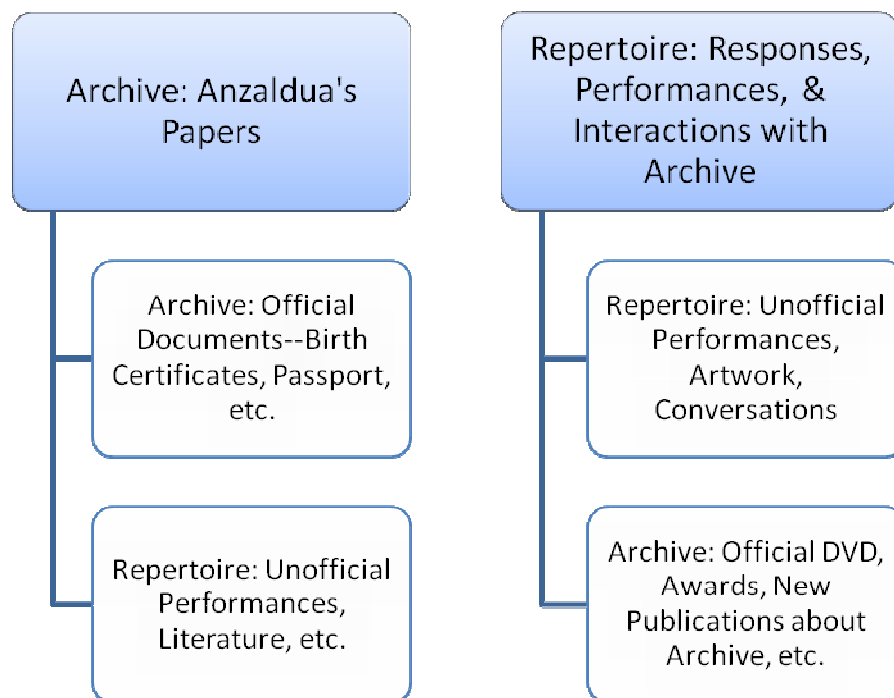 Archive: Anzaldua's
Papers
Archive: Official
Documents--Birth
Certificates, Passport,
etc.
Repertoire: Unofficial
Performances,
Literature, etc.
Repertoire: Responses,
Performances, &
Interactions with
Archive
Repertoire: Unofficial
Performances,
Artwork,
Conversations
Archive: Official DVD,
Awards, New
Publications about
Archive, etc.